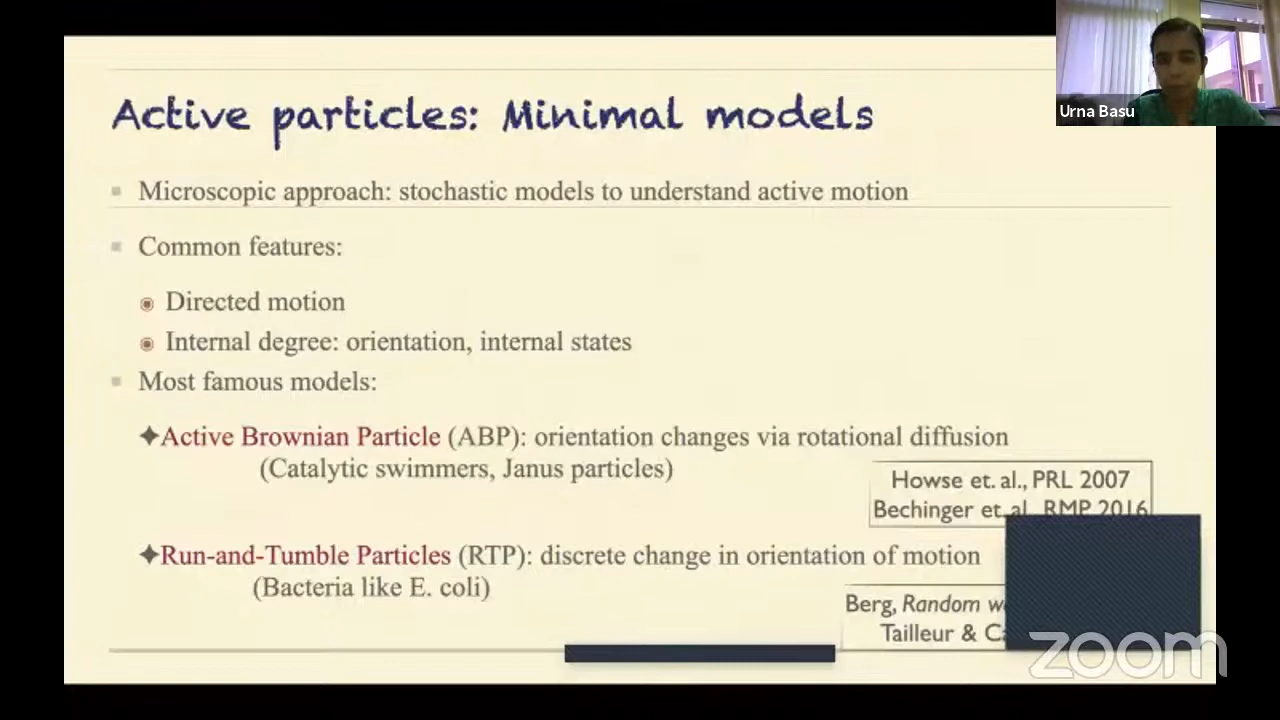 Active particles: Minimal models
Urna Basu
Microscopic approach: stochastic models to understand active motion
Common features:
Directed motion
Internal degree: orientation, internal states
Most famous models:
Active Brownian Particle (ABP): orientation changes via rotational diffusion
(Catalytic swimmers, Janus particles)
Howse et. al., PRL 2007
Bechinger et. al., RMP 2016
Run-and-Tumble Particles (RTP): discrete change in orientation of motion
(Bacteria like E. coli)
Berg, Random
Tailleur &
zoom